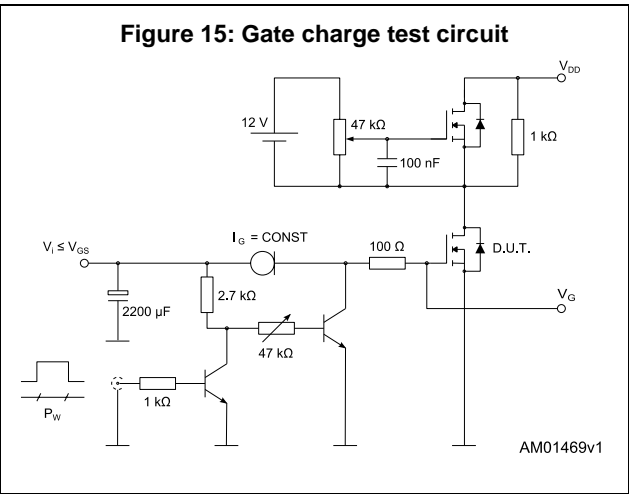 Figure 15: Gate charge test circuit
V_DD
12 V
47 kΩ
1 kΩ
100 nF
V_i ≤ V_GS
I_G = CONST
100 Ω
D.U.T.
2.7 kΩ
2200 μF
V_G
47 kΩ
1 kΩ
P_W
AM01469v1